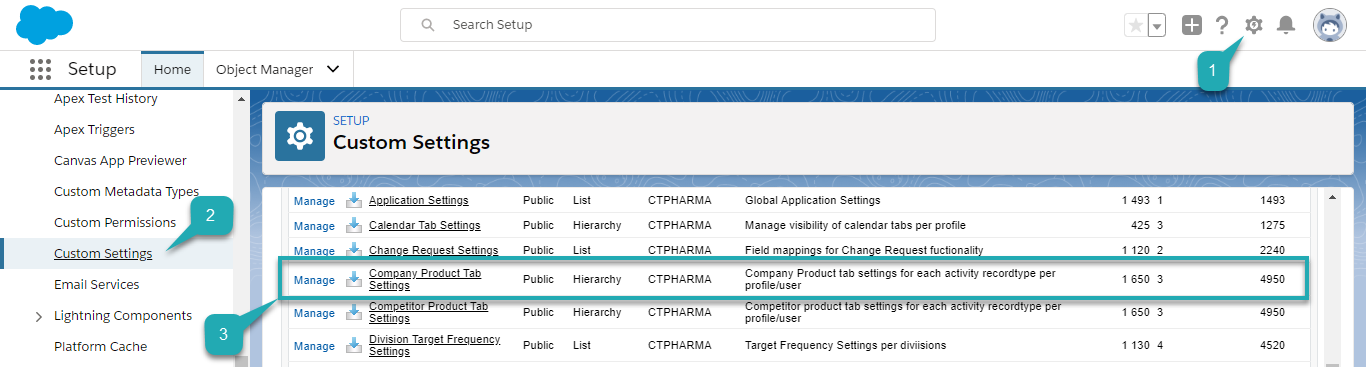 Search Setup
1
Setup
Home
Object Manager
Apex Test History
Apex Triggers
Canvas App Previewer
Custom Metadata Types
Custom Permissions
2
Custom Settings
Email Services
Lightning Components
Platform Cache
SETUP
Custom Settings
Manage Application Settings Public List CTPHARMA Global Application Settings 1 493 1 1493
Manage Calendar Tab Settings Public Hierarchy CTPHARMA Manage visibility of calendar tabs per profile 425 3 1275
Manage Change Request Settings Public List CTPHARMA Field mappings for Change Request fuctionality 1 120 2 2240
Company Product Tab Company Product tab settings for each activity recordtype per
Manage Settings Public Hierarchy CTPHARMA profile/user 1 650 3 4950
3
Competitor Product Tab Competitor product tab settings for each activity recordtype per
Manage Settings Public Hierarchy CTPHARMA profile/user 1 650 3 4950
Division Target Frequency
Manage Settings Public List CTPHARMA Target Frequency Settings per diviisions 1 130 4 4520